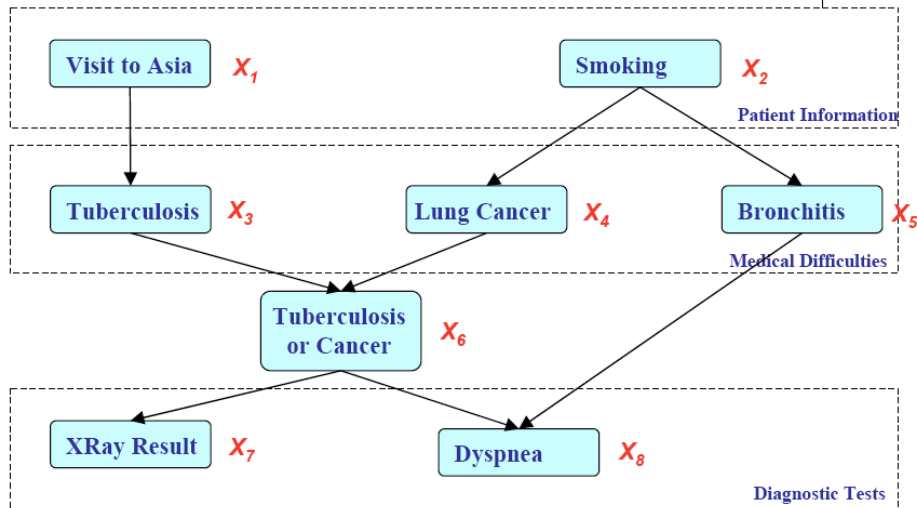 Visit to Asia X1 Smoking X2
Patient Information
Tuberculosis X3 Lung Cancer X4 Bronchitis X5
Medical Difficulties
Tuberculosis
or Cancer X6
XRay Result X7 Dyspnea X8
Diagnostic Tests